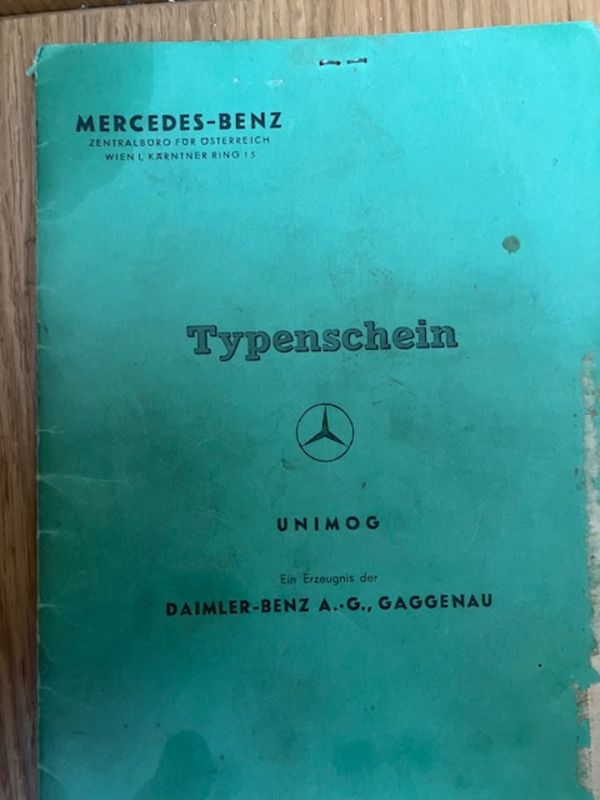 MERCEDES-BENZ
ZENTRALBÜRO FÜR ÖSTERREICH
WIEN I, KÄRNTNER RING 15
Typenschein
UNIMOG
Ein Erzeugnis der
DAIMLER-BENZ A.-G., GAGGENAU